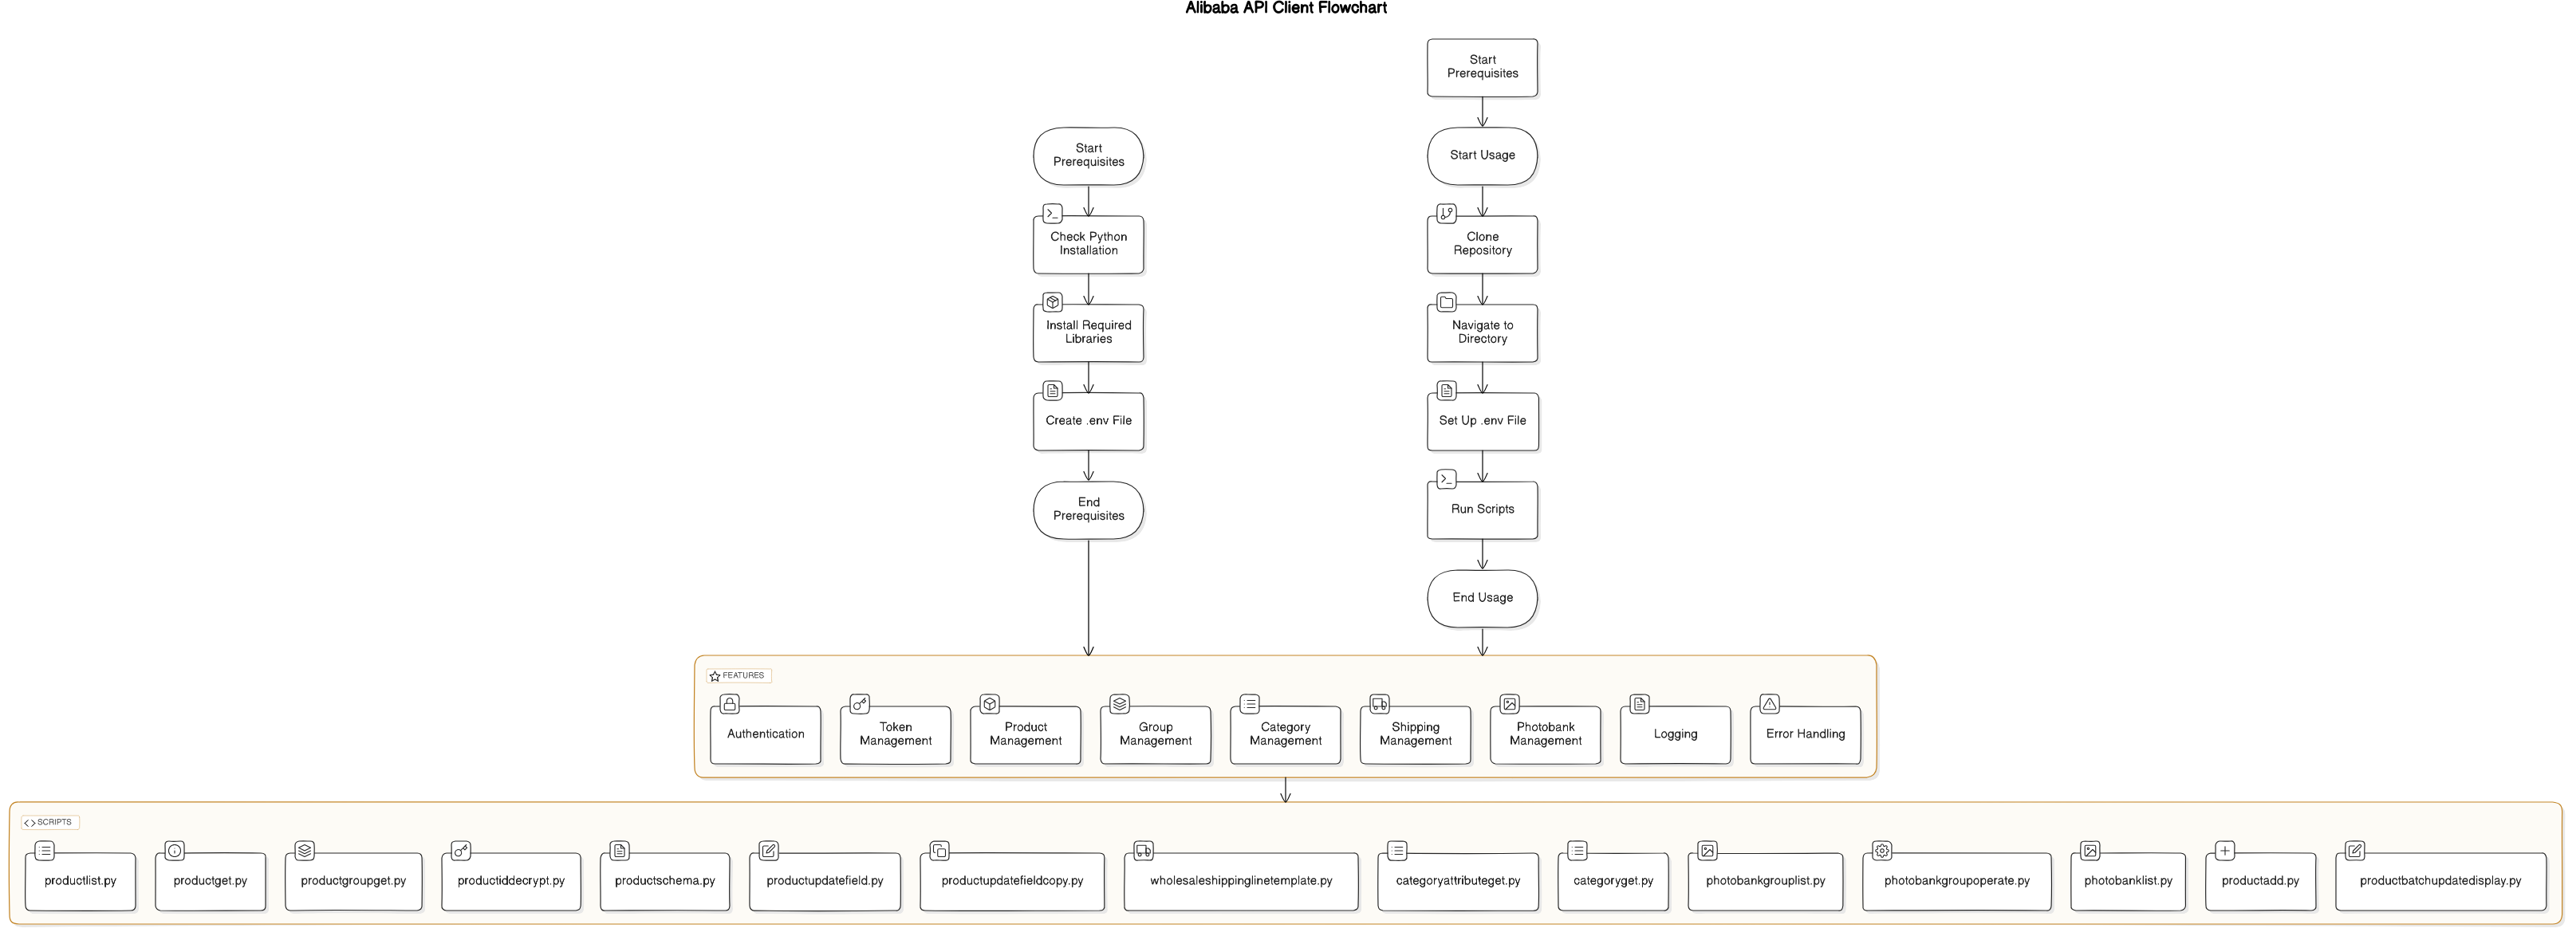 Alibaba API Client Flowchart
Start
Prerequisites
Start
Prerequisites
Start Usage
Check Python
Installation
Clone
Repository
Install Required
Libraries
Navigate to
Directory
Create .env File
Set Up .env File
End
Prerequisites
Run Scripts
End Usage
FEATURES
Authentication
Token
Management
Product
Management
Group
Management
Category
Management
Shipping
Management
Photobank
Management
Logging
Error Handling
SCRIPTS
productlist.py
productget.py
productgroupget.py
productiddecrypt.py
productschema.py
productupdatefield.py
productupdatefieldcopy.py
wholesaleshippinglinetemplate.py
categoryattributeget.py
categoryget.py
photobankgrouplist.py
photobankgroupoperate.py
photobanklist.py
productadd.py
productbatchupdatedisplay.py